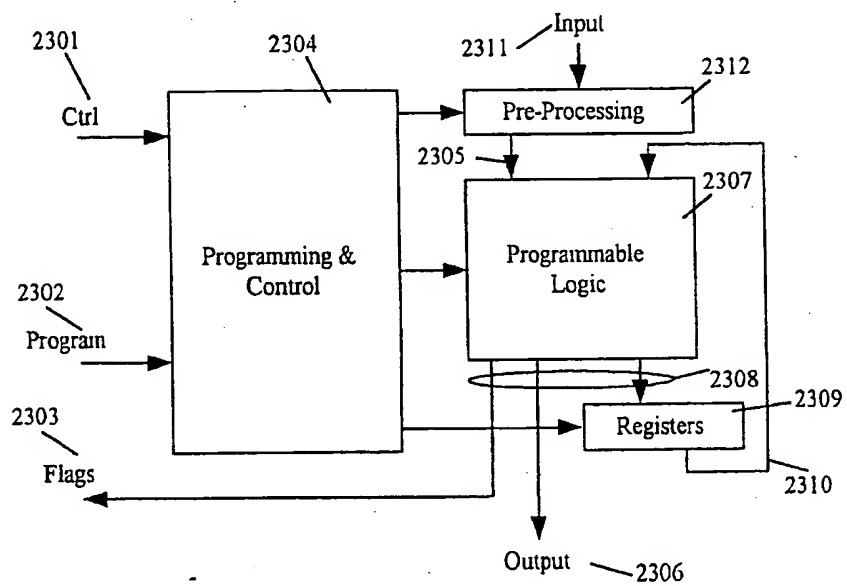 2301
2304
2311
Input
2312
Ctrl
Pre-Processing
2305
2307
Programming &
Control
Programmable
Logic
2302
Program
2308
2309
2303
Registers
Flags
2310
Output
2306